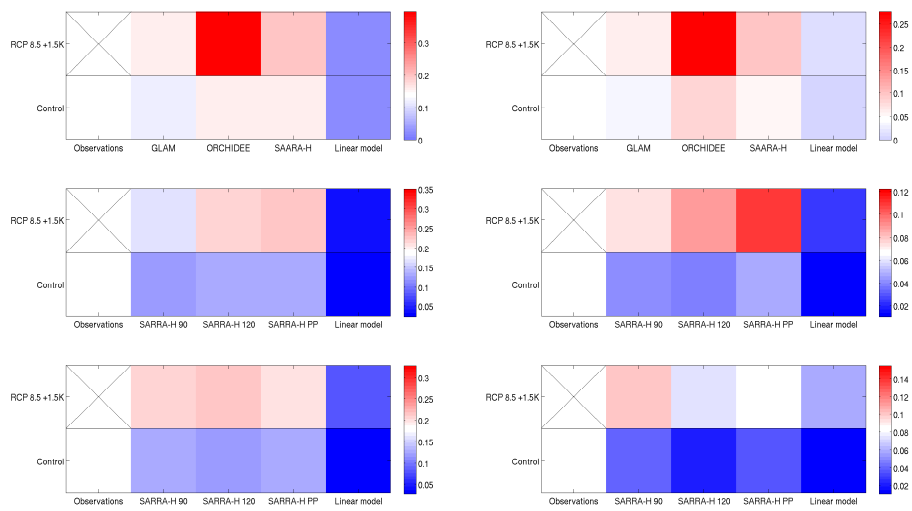 RCP 8.5 +1.5K
Control
Observations GLAM ORCHIDEE SAARA-H Linear model
0.3
0.2
0.1
0
RCP 8.5 +1.5K
Control
Observations GLAM ORCHIDEE SAARA-H Linear model
0.25
0.2
0.15
0.1
0.05
0
RCP 8.5 +1.5K
Control
Observations SARRA-H 90 SARRA-H 120 SARRA-H PP Linear model
0.35
0.3
0.25
0.2
0.15
0.1
0.05
RCP 8.5 +1.5K
Control
Observations SARRA-H 90 SARRA-H 120 SARRA-H PP Linear model
0.12
0.1
0.08
0.06
0.04
0.02
RCP 8.5 +1.5K
Control
Observations SARRA-H 90 SARRA-H 120 SARRA-H PP Linear model
0.3
0.25
0.2
0.15
0.1
0.05
RCP 8.5 +1.5K
Control
Observations SARRA-H 90 SARRA-H 120 SARRA-H PP Linear model
0.14
0.12
0.1
0.08
0.06
0.04
0.02